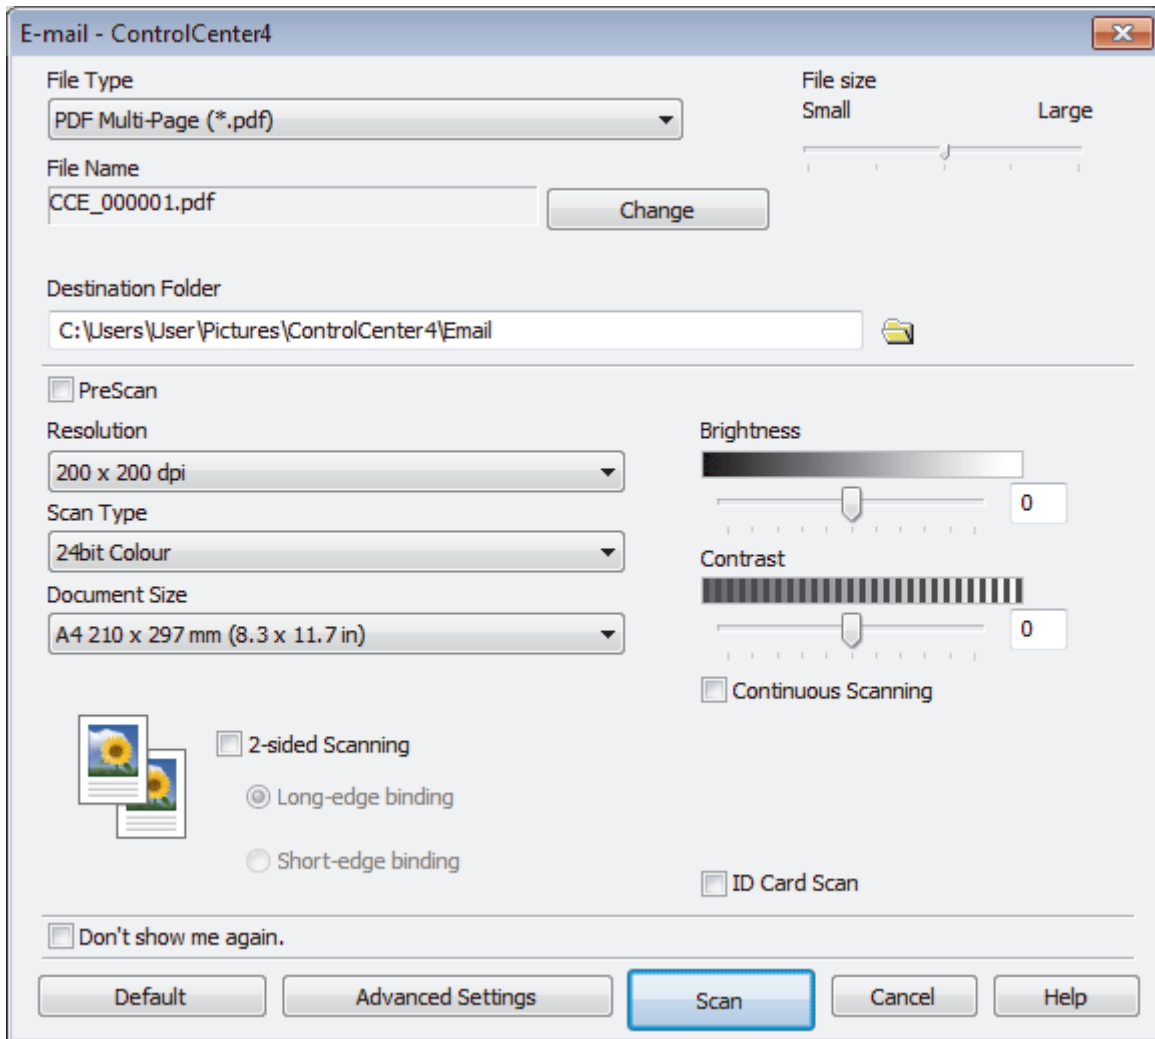 E-mail - ControlCenter4
File Type
File size
PDF Multi-Page (*.pdf)
Small
Large
File Name
CCE_000001.pdf
Change
Destination Folder
C:\Users\User\Pictures\ControlCenter4\Email
PreScan
Resolution
Brightness
200 x 200 dpi
0
Scan Type
24bit Colour
Contrast
Document Size
A4 210 x 297 mm (8.3 x 11.7 in)
0
Continuous Scanning
2-sided Scanning
Long-edge binding
Short-edge binding
ID Card Scan
Don't show me again.
Default
Advanced Settings
Scan
Cancel
Help